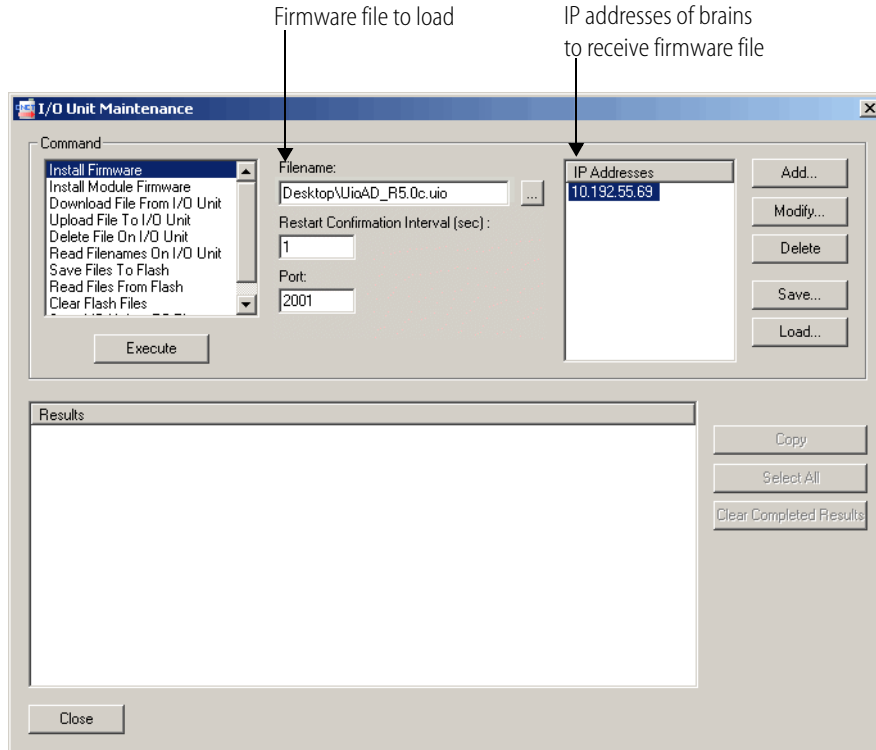 Firmware file to load
IP addresses of brains
to receive firmware file
I/O Unit Maintenance
Command
Install Firmware
Install Module Firmware
Download File From I/O Unit
Upload File To I/O Unit
Delete File On I/O Unit
Read Filenames On I/O Unit
Save Files To Flash
Read Files From Flash
Clear Flash Files
Execute
Filename:
Desktop\UioAD_R5.0c.uio
...
Restart Confirmation Interval (sec) :
1
Port:
2001
IP Addresses
10.192.55.69
Add...
Modify...
Delete
Save...
Load...
Results
Copy
Select All
Clear Completed Results
Close